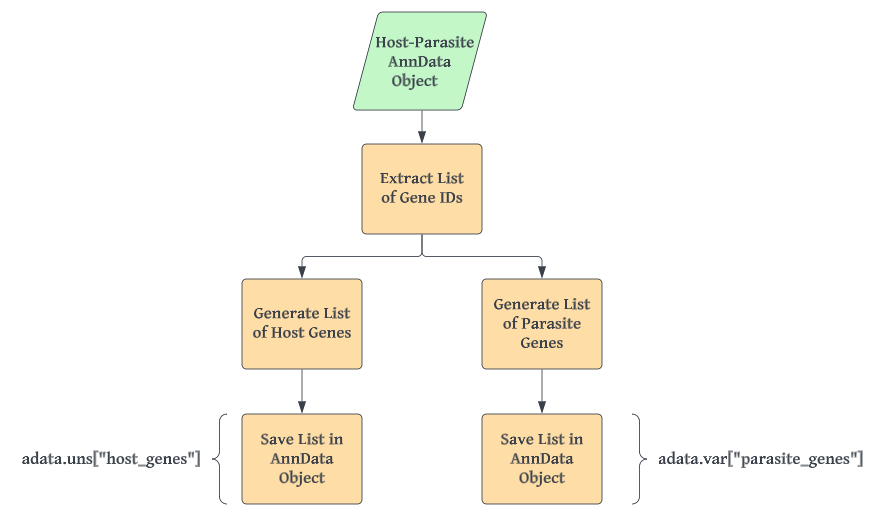 Host-Parasite
AnnData
Object
Extract List
of Gene IDs
Generate List
of Host Genes
Generate List
of Parasite
Genes
adata.uns["host_genes"]
Save List in
AnnData
Object
Save List in
AnnData
Object
adata.var["parasite_genes"]